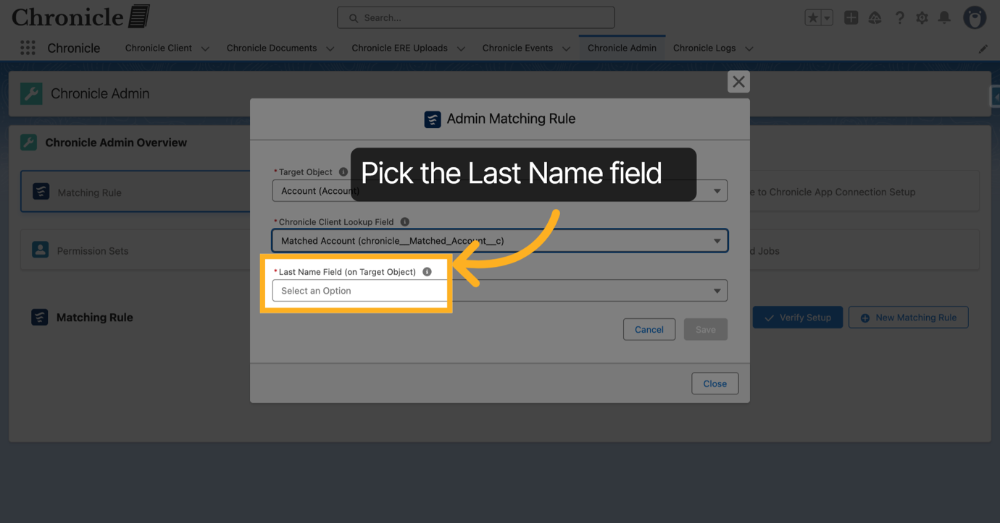 Chronicle
Search...
Chronicle
Chronicle Client
Chronicle Documents
Chronicle ERE Uploads
Chronicle Events
Chronicle Admin
Chronicle Logs
Chronicle Admin
Admin Matching Rule
Chronicle Admin Overview
Pick the Last Name field
*Target Object
Account (Account)
Matching Rule
e to Chronicle App Connection Setup
*Chronicle Client Lookup Field
Matched Account (chronicle__Matched_Account__c)
Permission Sets
d Jobs
*Last Name Field (on Target Object)
Select an Option
Matching Rule
Verify Setup
New Matching Rule
Cancel
Save
Close